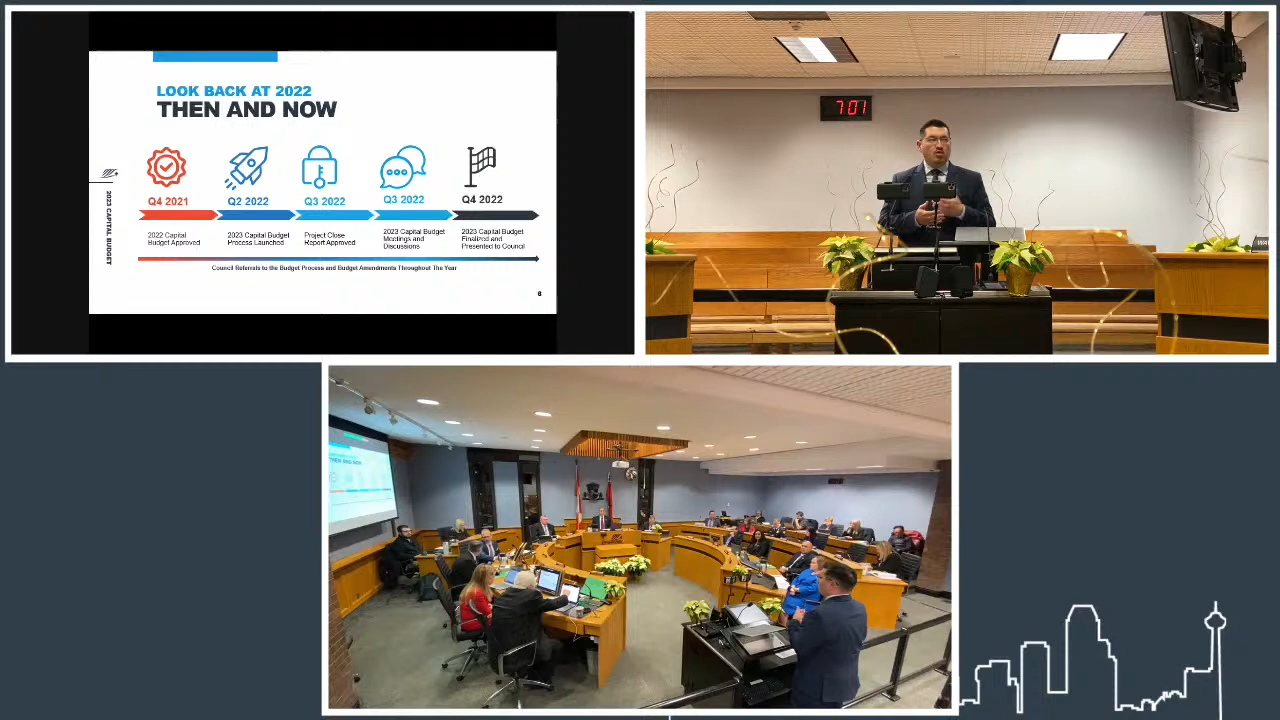 LOOK BACK AT 2022
THEN AND NOW
Q4 2021
Q2 2022
Q3 2022
Q3 2022
Q4 2022
2022 Capital
Budget Approved
2023 Capital Budget
Process Launched
Project Close
Report Approved
2023 Capital Budget
Meetings and
Discussions
2023 Capital Budget
Finalized and
Presented to Council
Council Referrals to the Budget Process and Budget Amendments Throughout The Year
2023 CAPITAL BUDGET
6
7:01
THEN AND NOW